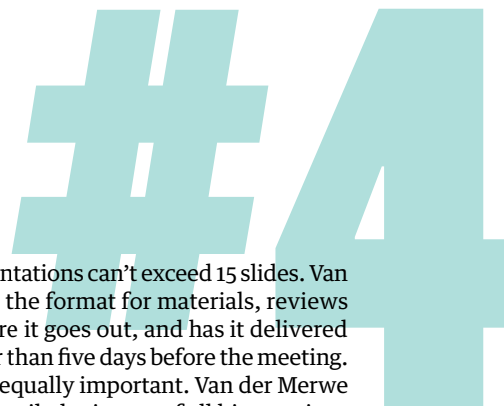 #4
ntations can't exceed 15 slides. Van
the format for materials, reviews
re it goes out, and has it delivered
than five days before the meeting.
equally important. Van der Merwe